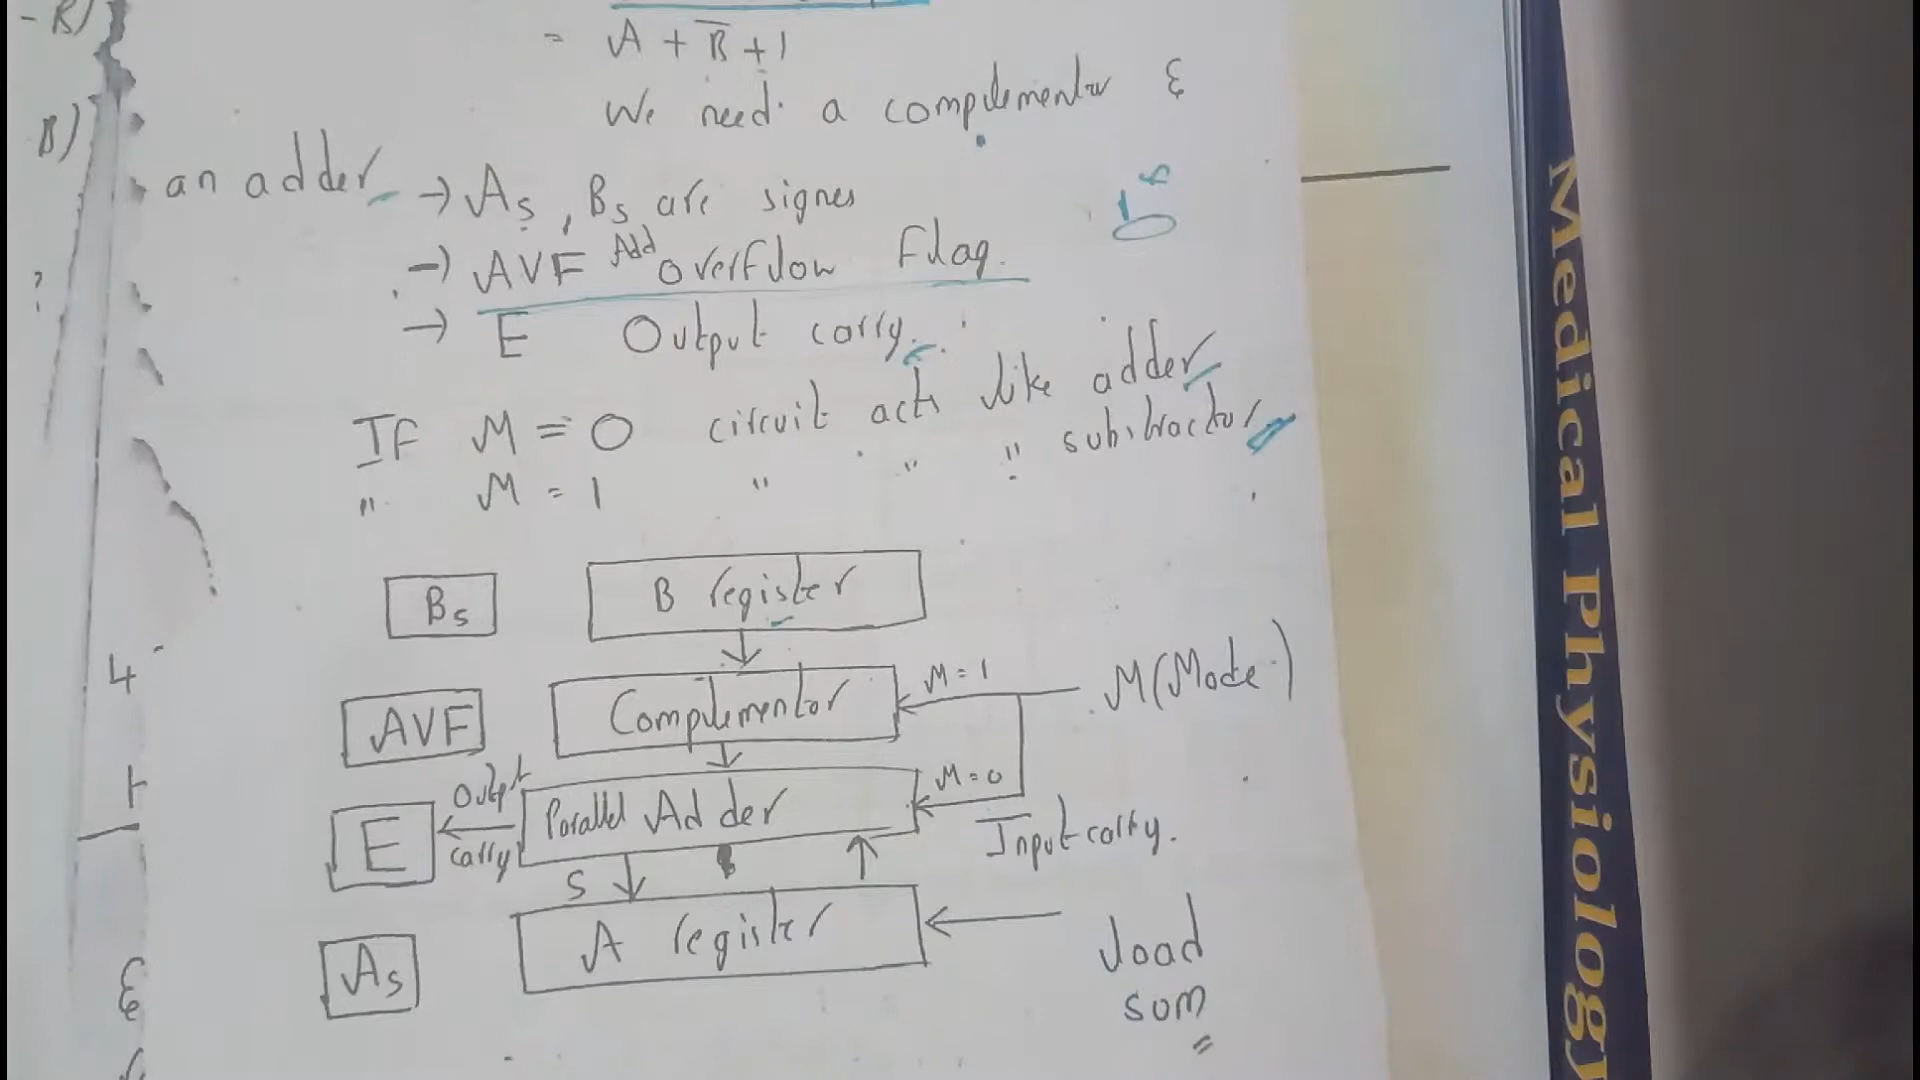 = A + B̅ + 1
We need a complementor &
an adder
→ As, Bs are signes
→ AVF Add overflow Flag.
→ E Output carry.
IF M = 0 circuit acts like adder
" M = 1 " " " subtractor
Bs
B register
Complementor
M = 1
M (Mode)
AVF
Output
carry
E
Parallel Adder
M = 0
Input carry.
S
A register
As
load
sum
4
1
&
Medical Physiology